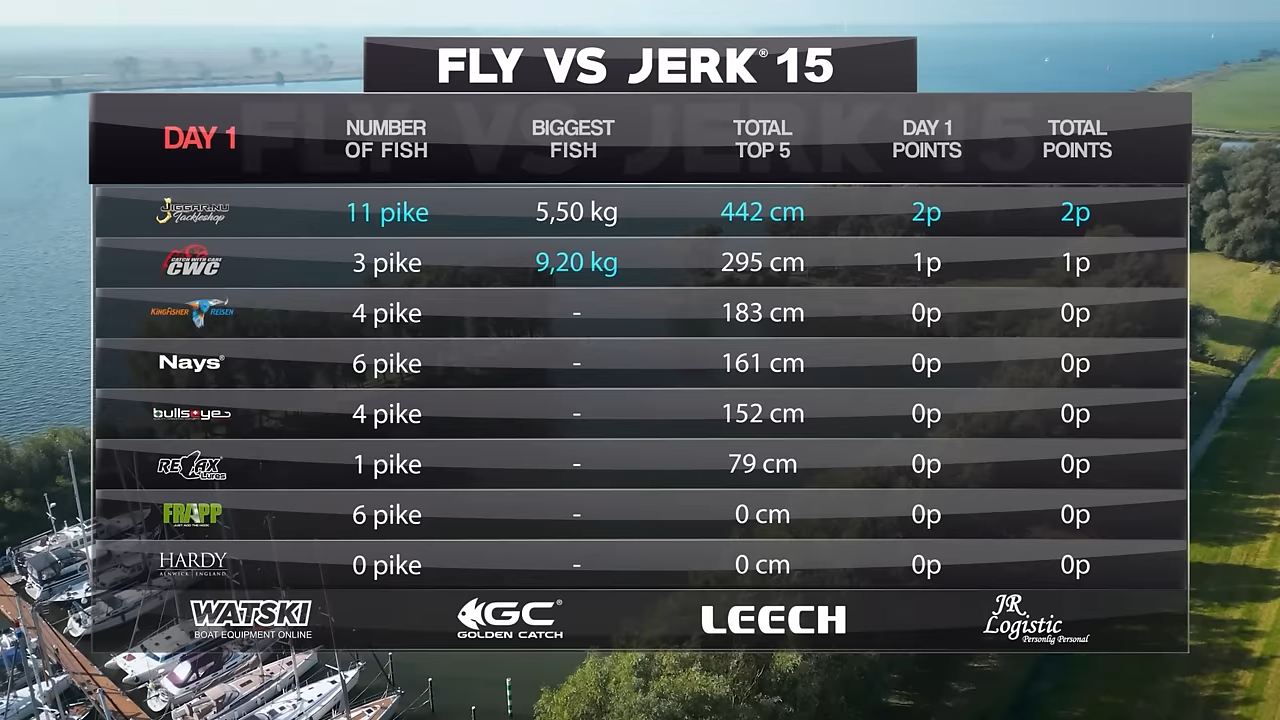 FLY VS JERK® 15
DAY 1
NUMBER OF FISH
BIGGEST FISH
TOTAL TOP 5
DAY 1 POINTS
TOTAL POINTS
JIGGAR.NU Tackleshop 11 pike 5,50 kg 442 cm 2p 2p
CATCH WITH CARE CWC 3 pike 9,20 kg 295 cm 1p 1p
KINGFISHER REISEN 4 pike - 183 cm 0p 0p
Nays® 6 pike - 161 cm 0p 0p
bullseye 4 pike - 152 cm 0p 0p
RELAX Lures 1 pike - 79 cm 0p 0p
FRAPP JUST ADD THE HOOK 6 pike - 0 cm 0p 0p
HARDY ALNWICK | ENGLAND 0 pike - 0 cm 0p 0p
WATSKI BOAT EQUIPMENT ONLINE
GC® GOLDEN CATCH
LEECH
JR Logistic Personlig Personal